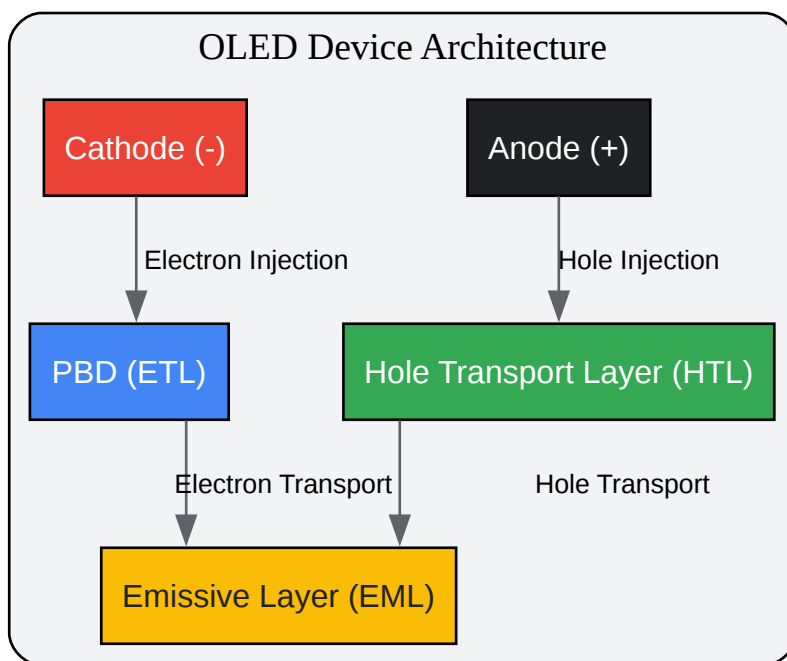 OLED Device Architecture
Cathode (-)
Anode (+)
Electron Injection
Hole Injection
PBD (ETL)
Hole Transport Layer (HTL)
Electron Transport
Hole Transport
Emissive Layer (EML)